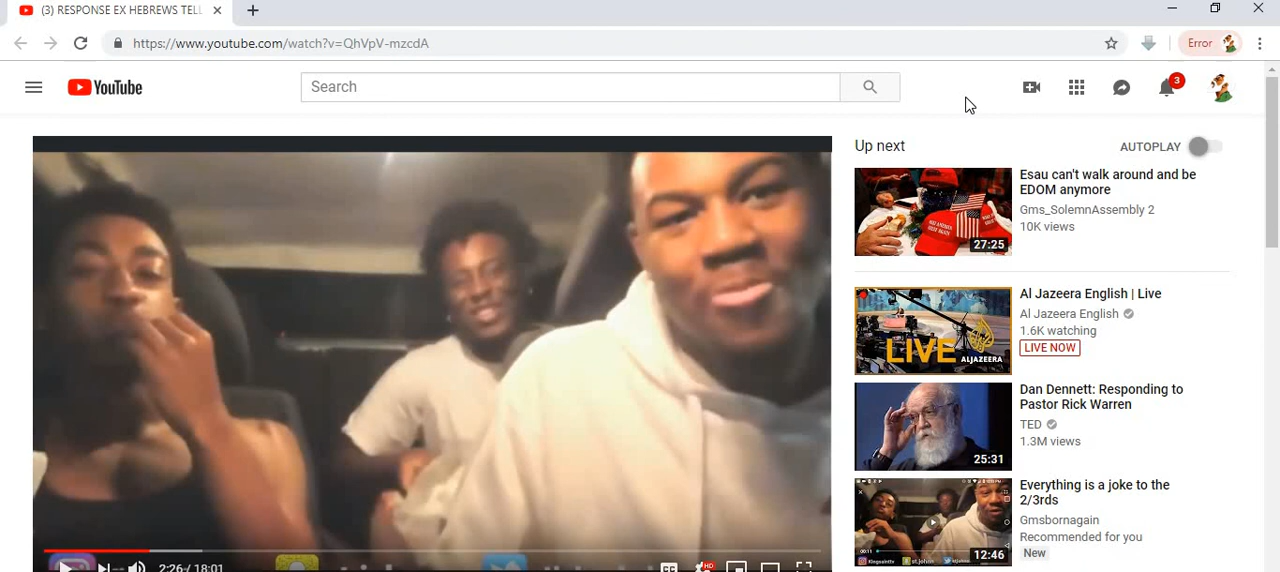 (3) RESPONSE EX HEBREWS TELL
https://www.youtube.com/watch?v=QhVpV-mzcdA
Error
YouTube
Search
3
Up next
AUTOPLAY
27:25
Esau can't walk around and be
EDOM anymore
Gms_SolemnAssembly 2
10K views
LIVE
ALJAZEERA
Al Jazeera English | Live
Al Jazeera English
1.6K watching
LIVE NOW
25:31
Dan Dennett: Responding to
Pastor Rick Warren
TED
1.3M views
12:46
Everything is a joke to the
2/3rds
Gmsbornagain
Recommended for you
New
2:26 / 18:01
CC
HD